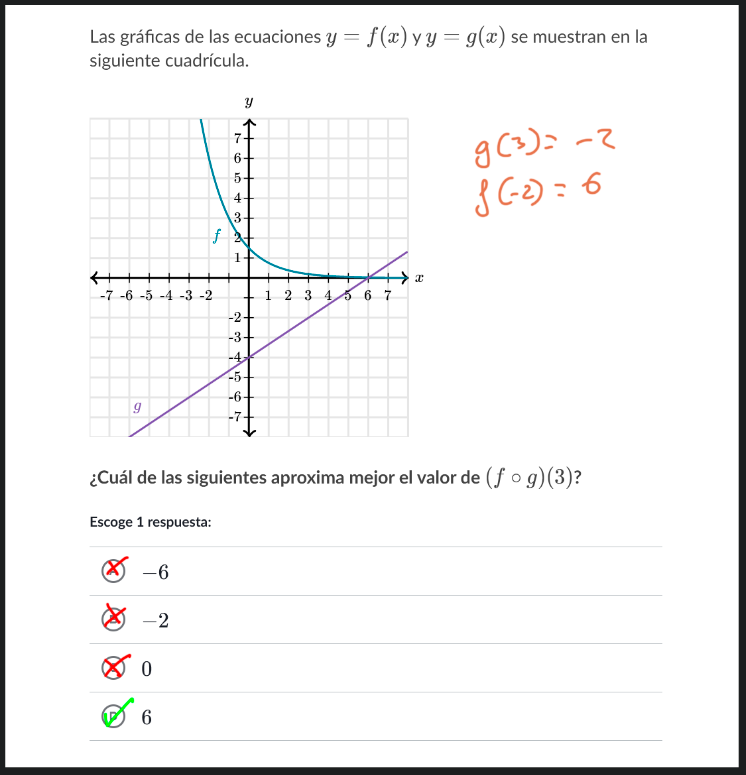 Las gráficas de las ecuaciones y = f(x) y y = g(x) se muestran en la
siguiente cuadrícula.
y
g(3) = -2
f(-2) = 6
7
6
5
4
3
2
1
f
x
-7 -6 -5 -4 -3 -2 1 2 3 4 5 6 7
-2
-3
-4
-5
-6
-7
g
¿Cuál de las siguientes aproxima mejor el valor de (f ∘ g)(3)?
Escoge 1 respuesta:
A −6
B −2
0
D 6